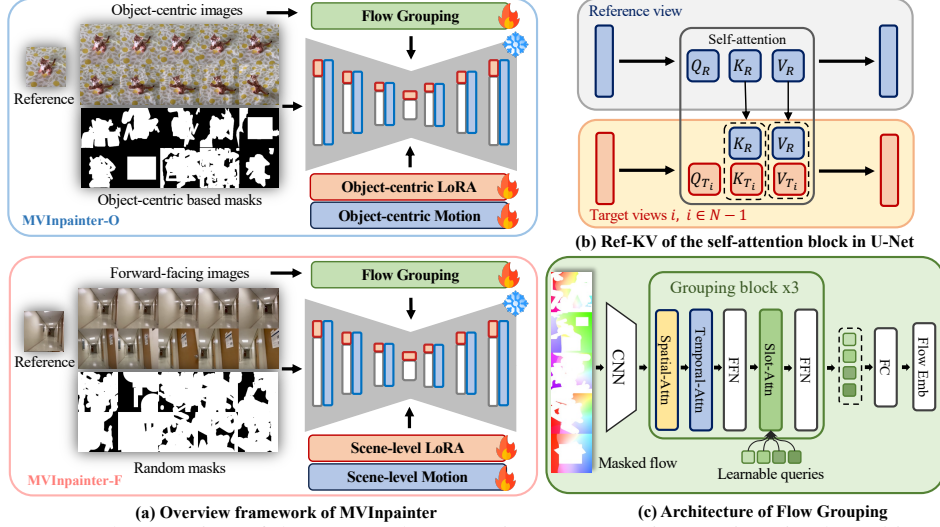 Object-centric images
Flow Grouping
Reference
Object-centric based masks
Object-centric LoRA
Object-centric Motion
MVInpainter-O
Forward-facing images
Flow Grouping
Reference
Random masks
Scene-level LoRA
Scene-level Motion
MVInpainter-F
(a) Overview framework of MVInpainter
Reference view
Self-attention
Q_R K_R V_R
K_R V_R
Q_{T_i} K_{T_i} V_{T_i}
Target views i, i ∈ N − 1
(b) Ref-KV of the self-attention block in U-Net
Grouping block x3
CNN
Spatial-Attn
Temporal-Attn
FFN
Slot-Attn
FFN
FC
Flow Emb
Masked flow
Learnable queries
(c) Architecture of Flow Grouping